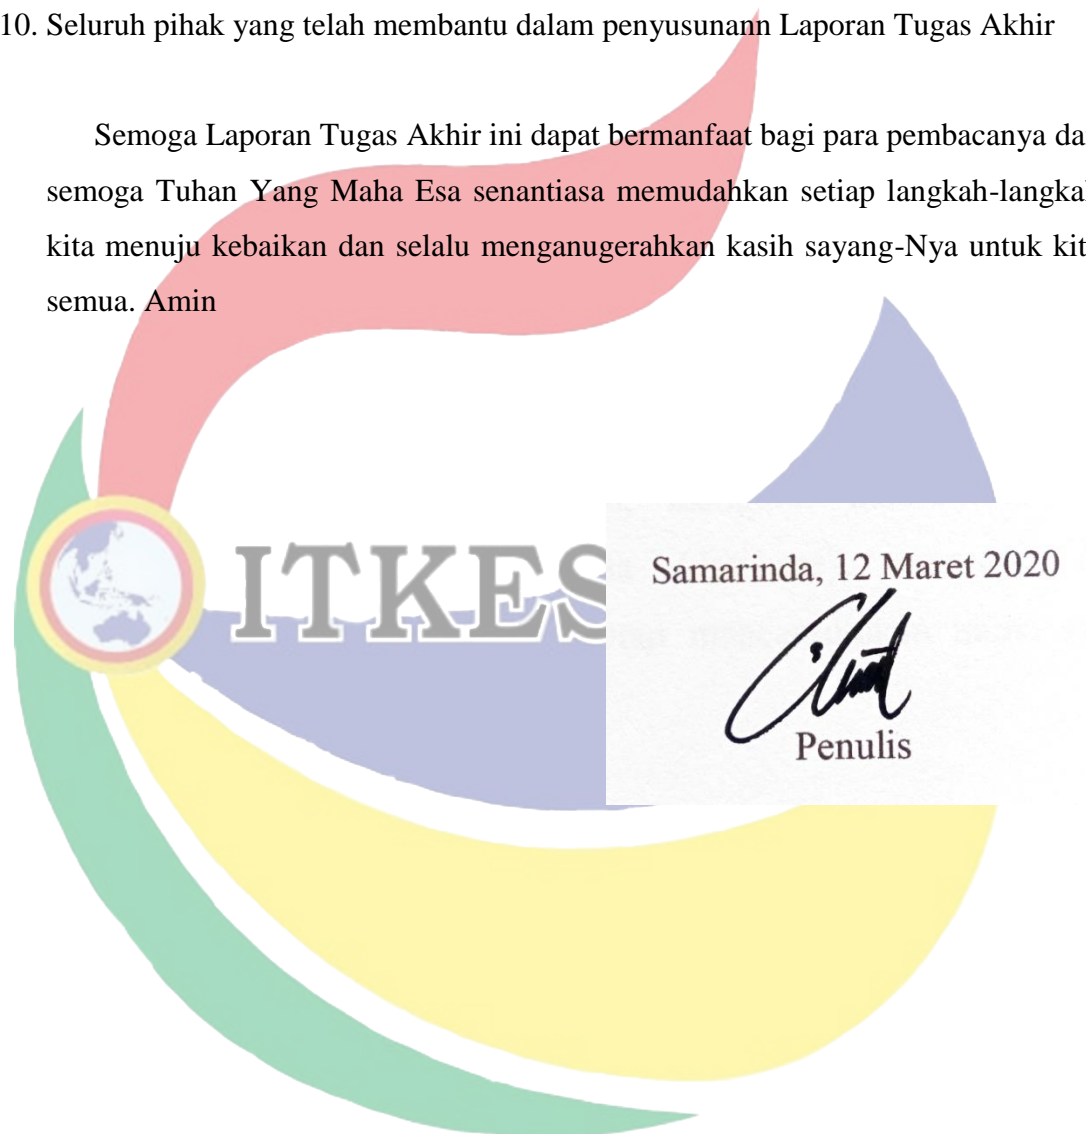 10. Seluruh pihak yang telah membantu dalam penyusunann Laporan Tugas Akhir
Semoga Laporan Tugas Akhir ini dapat bermanfaat bagi para pembacanya da
semoga Tuhan Yang Maha Esa senantiasa memudahkan setiap langkah-langka
kita menuju kebaikan dan selalu menganugerahkan kasih sayang-Nya untuk kit
semua. Amin
ITKES
Samarinda, 12 Maret 2020
Penulis